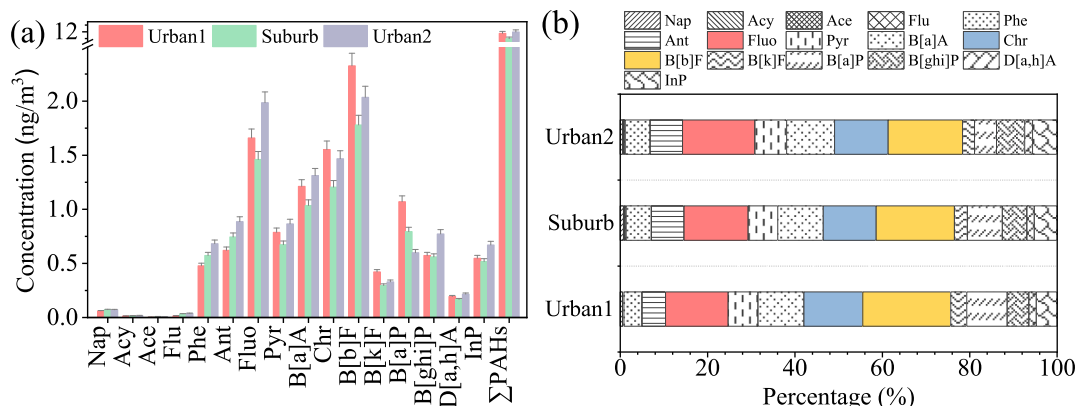 (a)
Urban1 Suburb Urban2
Concentration (ng/m³)
12
2.0
1.5
1.0
0.5
0.0
Nap Acy Ace Flu Phe Ant Fluo Pyr B[a]A Chr B[b]F B[k]F B[a]P B[ghi]P D[a,h]A InP ∑PAHs
(b)
Nap Acy Ace Flu Phe
Ant Fluo Pyr B[a]A Chr
B[b]F B[k]F B[a]P B[ghi]P D[a,h]A
InP
Urban2
Suburb
Urban1
0 20 40 60 80 100
Percentage (%)